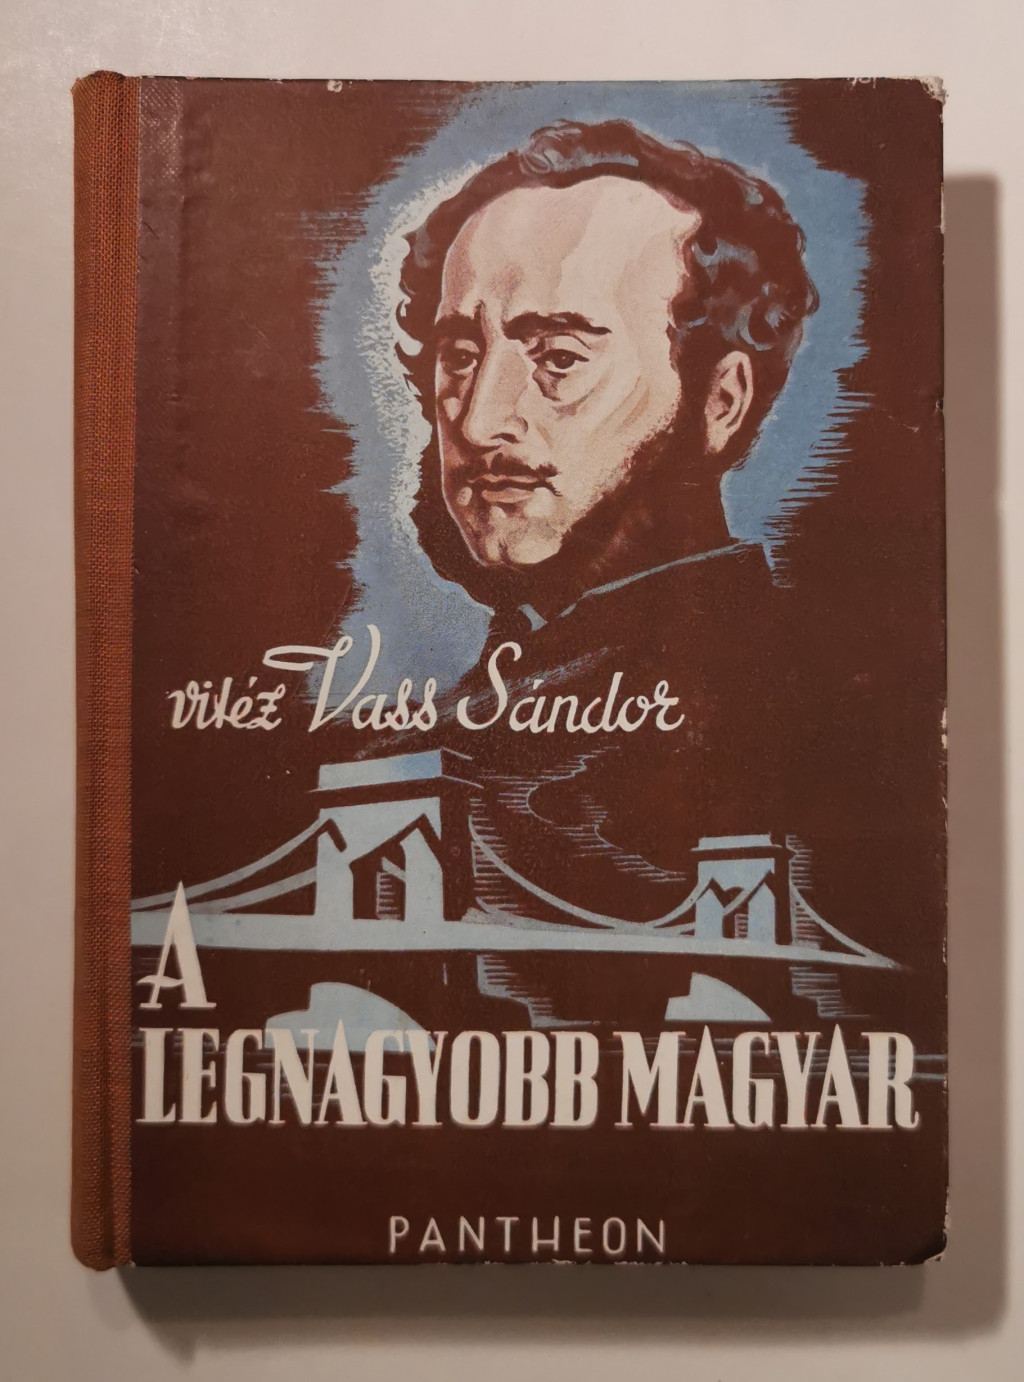 vitéz Vass Sándor
A
LEGNAGYOBB MAGYAR
PANTHEON